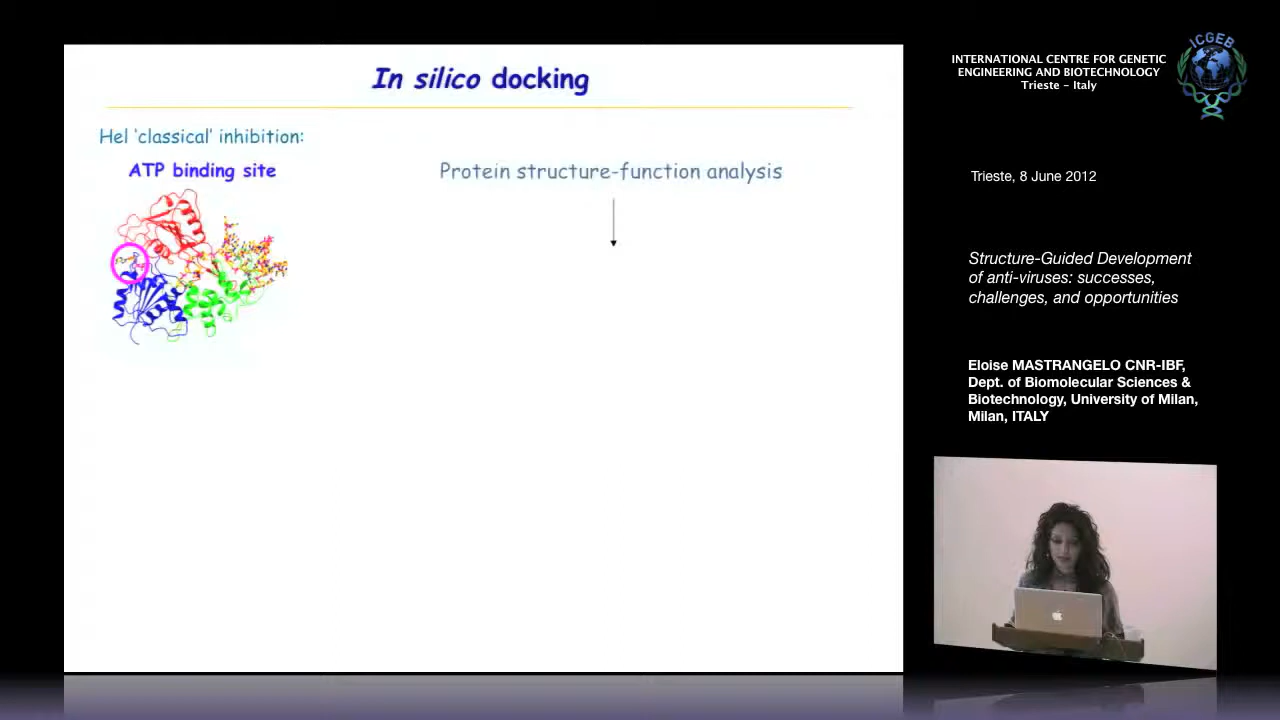 In silico docking
Hel 'classical' inhibition:
ATP binding site
Protein structure-function analysis
INTERNATIONAL CENTRE FOR GENETIC
ENGINEERING AND BIOTECHNOLOGY
Trieste - Italy
ICGEB
Trieste, 8 June 2012
Structure-Guided Development
of anti-viruses: successes,
challenges, and opportunities
Eloise MASTRANGELO CNR-IBF,
Dept. of Biomolecular Sciences &
Biotechnology, University of Milan,
Milan, ITALY